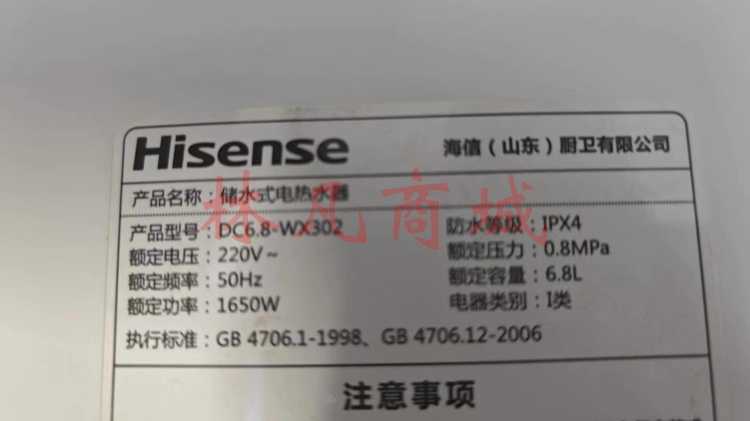 Hisense 海信（山东）厨卫有限公司
产品名称：储水式电热水器
林凡商城
产品型号：DC6.8-WX302 防水等级：IPX4
额定电压：220V~ 额定压力：0.8MPa
额定频率：50Hz 额定容量：6.8L
额定功率：1650W 电器类别：I类
执行标准：GB 4706.1-1998、GB 4706.12-2006
注意事项